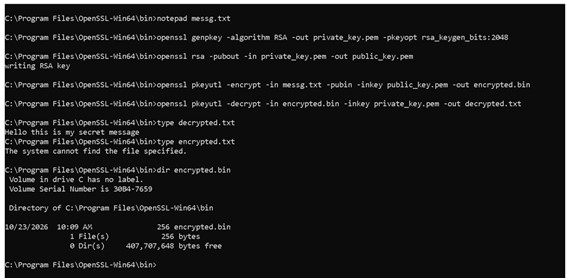 C:\Program Files\OpenSSL-Win64\bin>notepad messg.txt
C:\Program Files\OpenSSL-Win64\bin>openssl genpkey -algorithm RSA -out private_key.pem -pkeyopt rsa_keygen_bits:2048
C:\Program Files\OpenSSL-Win64\bin>openssl rsa -pubout -in private_key.pem -out public_key.pem
writing RSA key
C:\Program Files\OpenSSL-Win64\bin>openssl pkeyutl -encrypt -in messg.txt -pubin -inkey public_key.pem -out encrypted.bin
C:\Program Files\OpenSSL-Win64\bin>openssl pkeyutl -decrypt -in encrypted.bin -inkey private_key.pem -out decrypted.txt
C:\Program Files\OpenSSL-Win64\bin>type decrypted.txt
Hello this is my secret message
C:\Program Files\OpenSSL-Win64\bin>type encrypted.txt
The system cannot find the file specified.
C:\Program Files\OpenSSL-Win64\bin>dir encrypted.bin
Volume in drive C has no label.
Volume Serial Number is 3084-7659
Directory of C:\Program Files\OpenSSL-Win64\bin
10/23/2026 10:09 AM 256 encrypted.bin
1 File(s) 256 bytes
0 Dir(s) 407,707,648 bytes free
C:\Program Files\OpenSSL-Win64\bin>